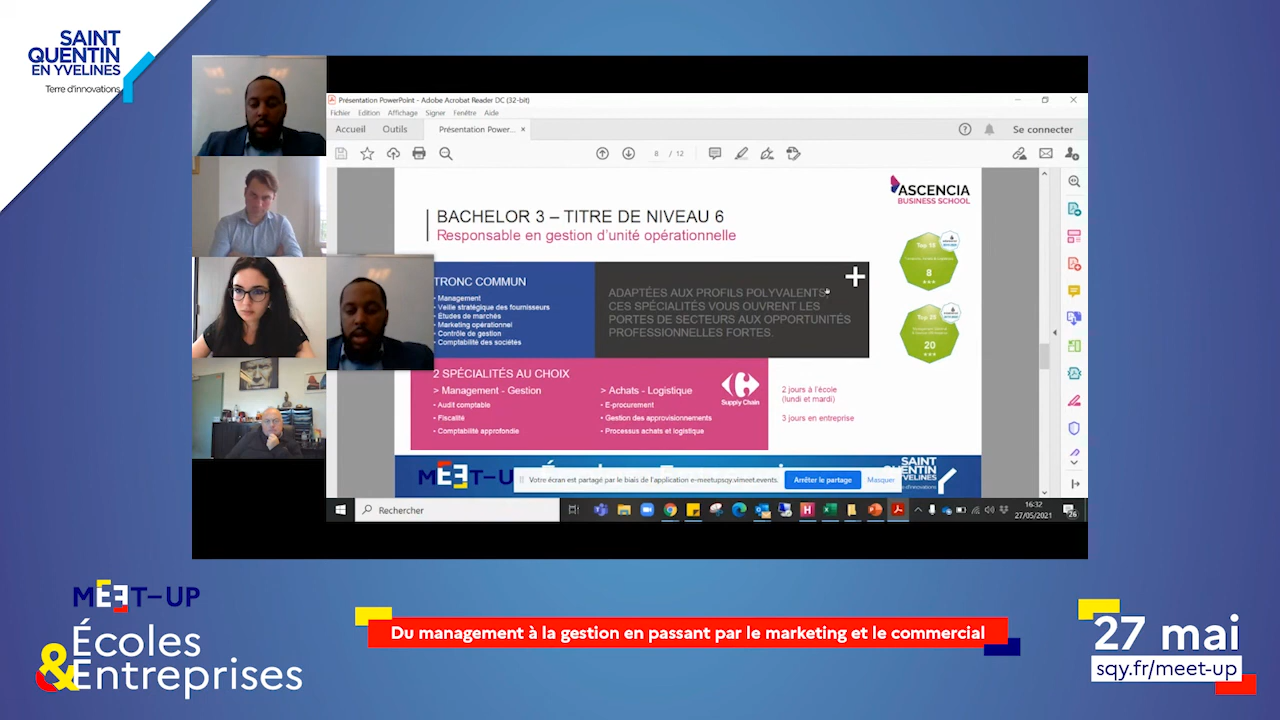 SAINT
QUENTIN
EN YVELINES
Terre d'innovations
Présentation PowerPoint - Adobe Acrobat Reader DC (32-bit)
Fichier Edition Affichage Signer Fenêtre Aide
Accueil Outils Présentation Power... × Se connecter
8 / 12
ASCENCIA
BUSINESS SCHOOL
BACHELOR 3 – TITRE DE NIVEAU 6
Responsable en gestion d'unité opérationnelle
TRONC COMMUN
- Management
- Veille stratégique des fournisseurs
- Études de marchés
- Marketing opérationnel
- Contrôle de gestion
- Comptabilité des sociétés
ADAPTÉES AUX PROFILS POLYVALENTS,
CES SPÉCIALITÉS VOUS OUVRENT LES
PORTES DE SECTEURS AUX OPPORTUNITÉS
PROFESSIONNELLES FORTES.
8
20
2 SPÉCIALITÉS AU CHOIX
> Management - Gestion
- Audit comptable
- Fiscalité
- Comptabilité approfondie
> Achats - Logistique
- E-procurement
- Gestion des approvisionnements
- Processus achats et logistique
Supply Chain
2 jours à l'école
(lundi et mardi)
3 jours en entreprise
MEET-U
SAINT
QUENTIN
YVELINES
Votre écran est partagé par le biais de l'application e-meetupsqy.vimeet.events.
Arrêter le partage
Masquer
Rechercher
16:32
27/05/2021
26
MEET-UP
Écoles
&Entreprises
Du management à la gestion en passant par le marketing et le commercial
27 mai
sqy.fr/meet-up